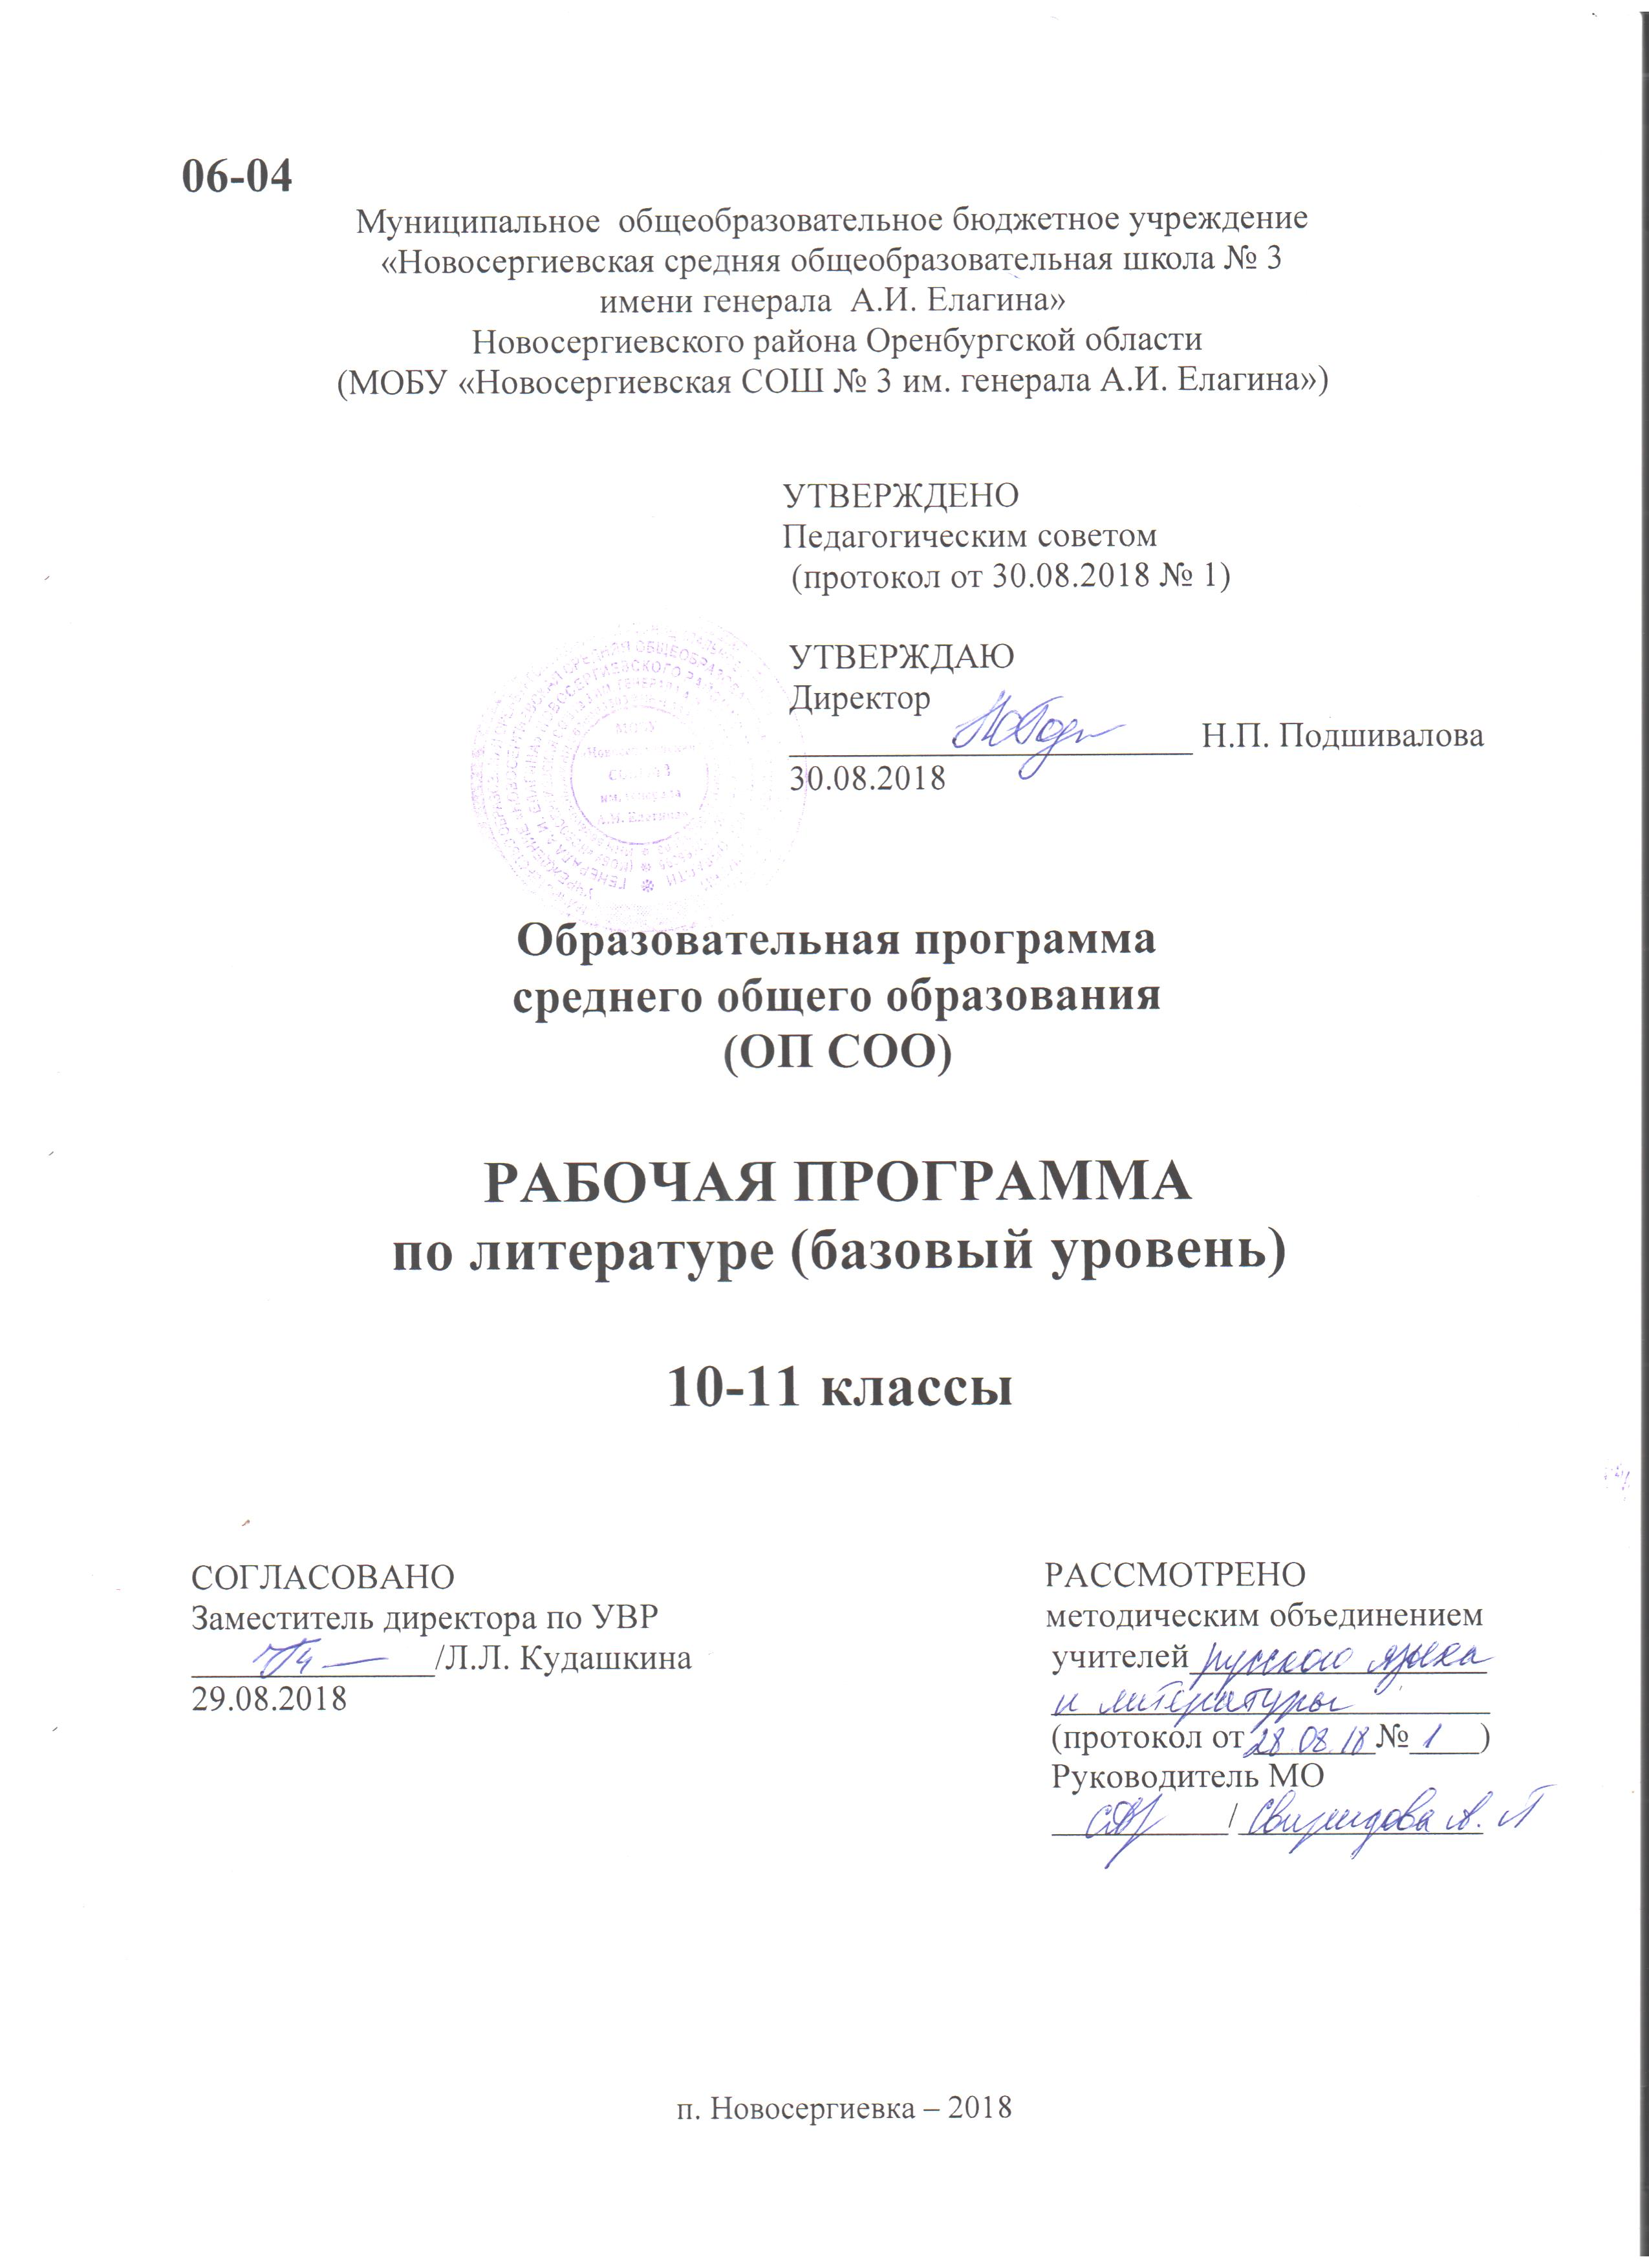 06-04
Муниципальное общеобразовательное бюджетное учреждение
«Новосергиевская средняя общеобразовательная школа № 3
имени генерала А.И. Елагина»
Новосергиевского района Оренбургской области
(МОБУ «Новосергиевская СОШ № 3 им. генерала А.И. Елагина»)
УТВЕРЖДЕНО
Педагогическим советом
(протокол от 30.08.2018 № 1)
УТВЕРЖДАЮ
Директор
Н.П. Подшивалова
30.08.2018
Образовательная программа
среднего общего образования
(ОП СОО)
РАБОЧАЯ ПРОГРАММА
по литературе (базовый уровень)
10-11 классы
СОГЛАСОВАНО
Заместитель директора по УВР
/Л.Л. Кудашкина
29.08.2018
РАССМОТРЕНО
методическим объединением
учителей русского языка
и литературы
(протокол от 28.08.18 № 1)
Руководитель МО
/ Свиридова А. П
п. Новосергиевка – 2018